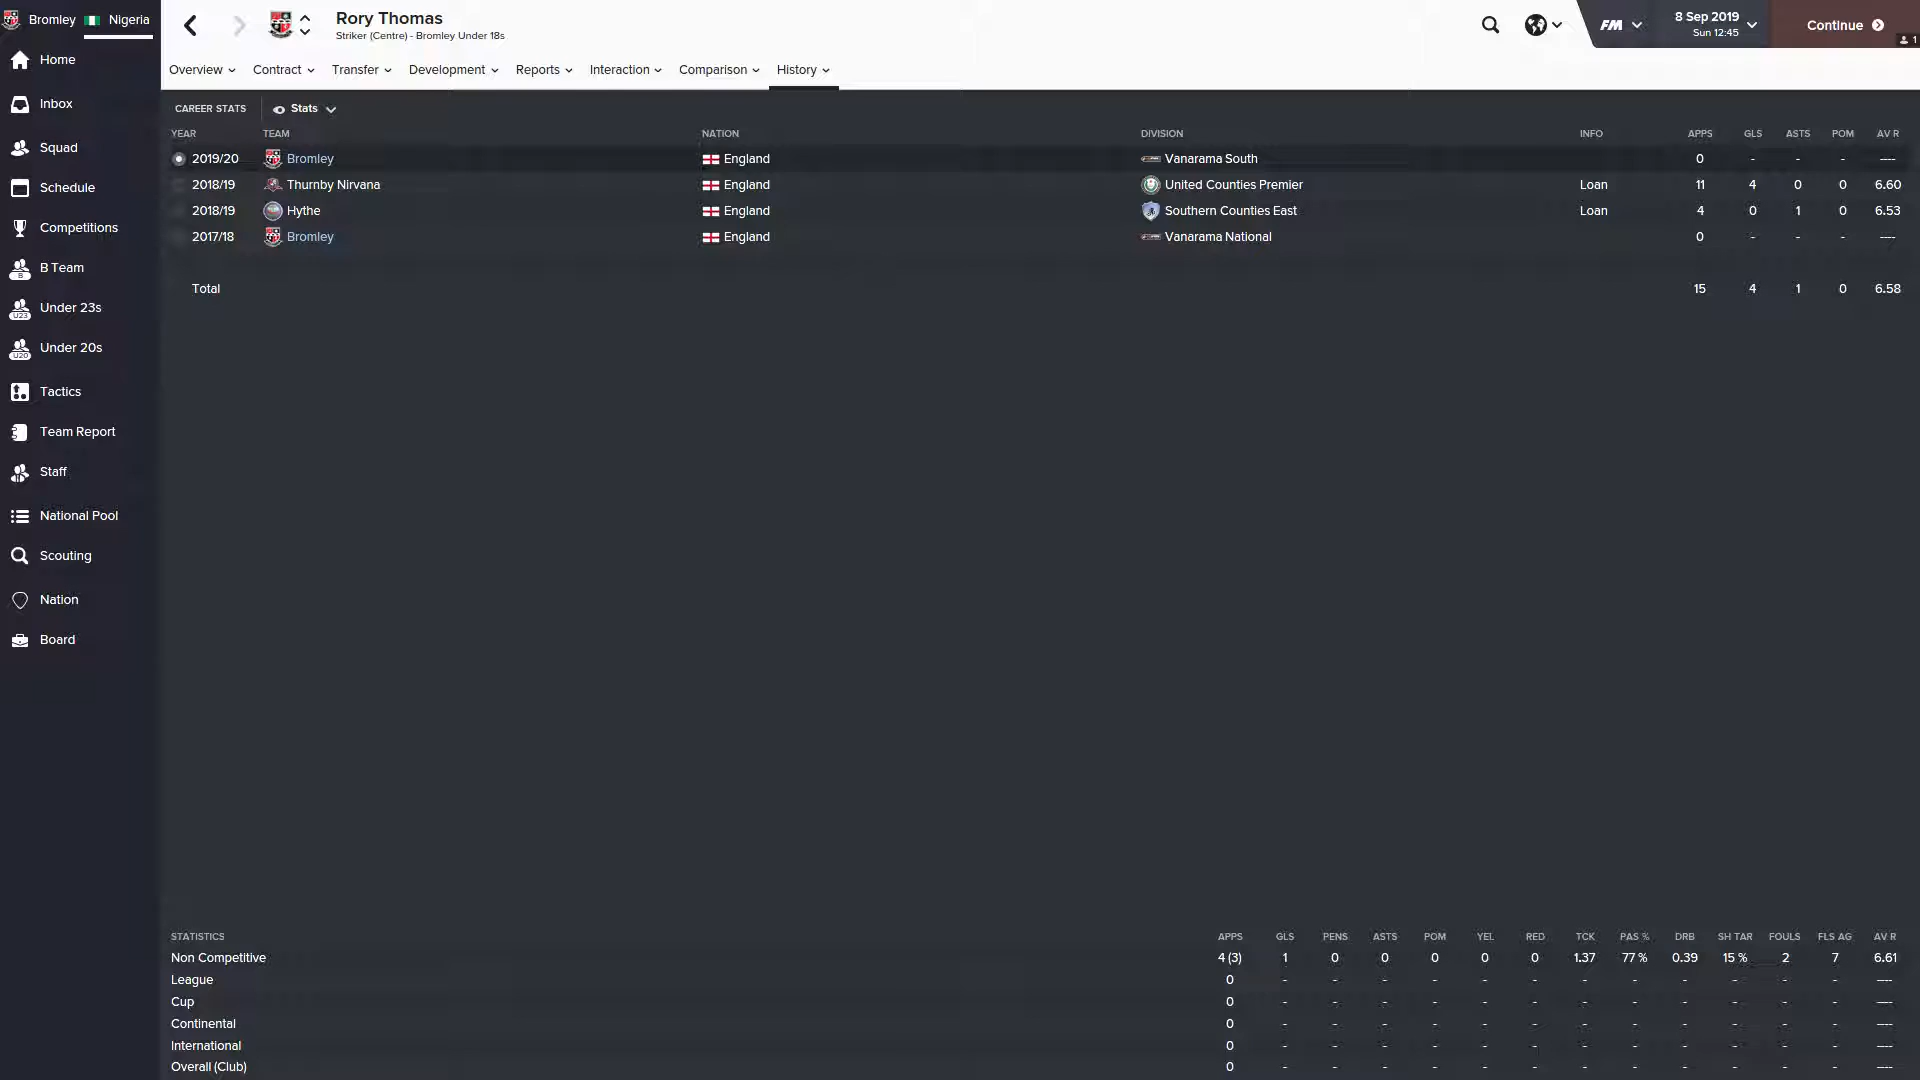 Bromley Nigeria
Home
Inbox
Squad
Schedule
Competitions
B Team
Under 23s
Under 20s
Tactics
Team Report
Staff
National Pool
Scouting
Nation
Board
Rory Thomas
Striker (Centre) - Bromley Under 18s
FM
8 Sep 2019
Sun 12:45
Continue
1
Overview Contract Transfer Development Reports Interaction Comparison History
CAREER STATS Stats
YEAR TEAM NATION DIVISION INFO APPS GLS ASTS POM AV R
2019/20 Bromley England Vanarama South 0 - - - ---
2018/19 Thurnby Nirvana England United Counties Premier Loan 11 4 0 0 6.60
2018/19 Hythe England Southern Counties East Loan 4 0 1 0 6.53
2017/18 Bromley England Vanarama National 0 - - - ---
Total 15 4 1 0 6.58
STATISTICS APPS GLS PENS ASTS POM YEL RED TCK PAS % DRB SH TAR FOULS FLS AG AV R
Non Competitive 4 (3) 1 0 0 0 0 0 1.37 77 % 0.39 15 % 2 7 6.61
League 0 - - - - - - - - - - - - ---
Cup 0 - - - - - - - - - - - - ---
Continental 0 - - - - - - - - - - - - ---
International 0 - - - - - - - - - - - - ---
Overall (Club) 0 - - - - - - - - - - - - ---